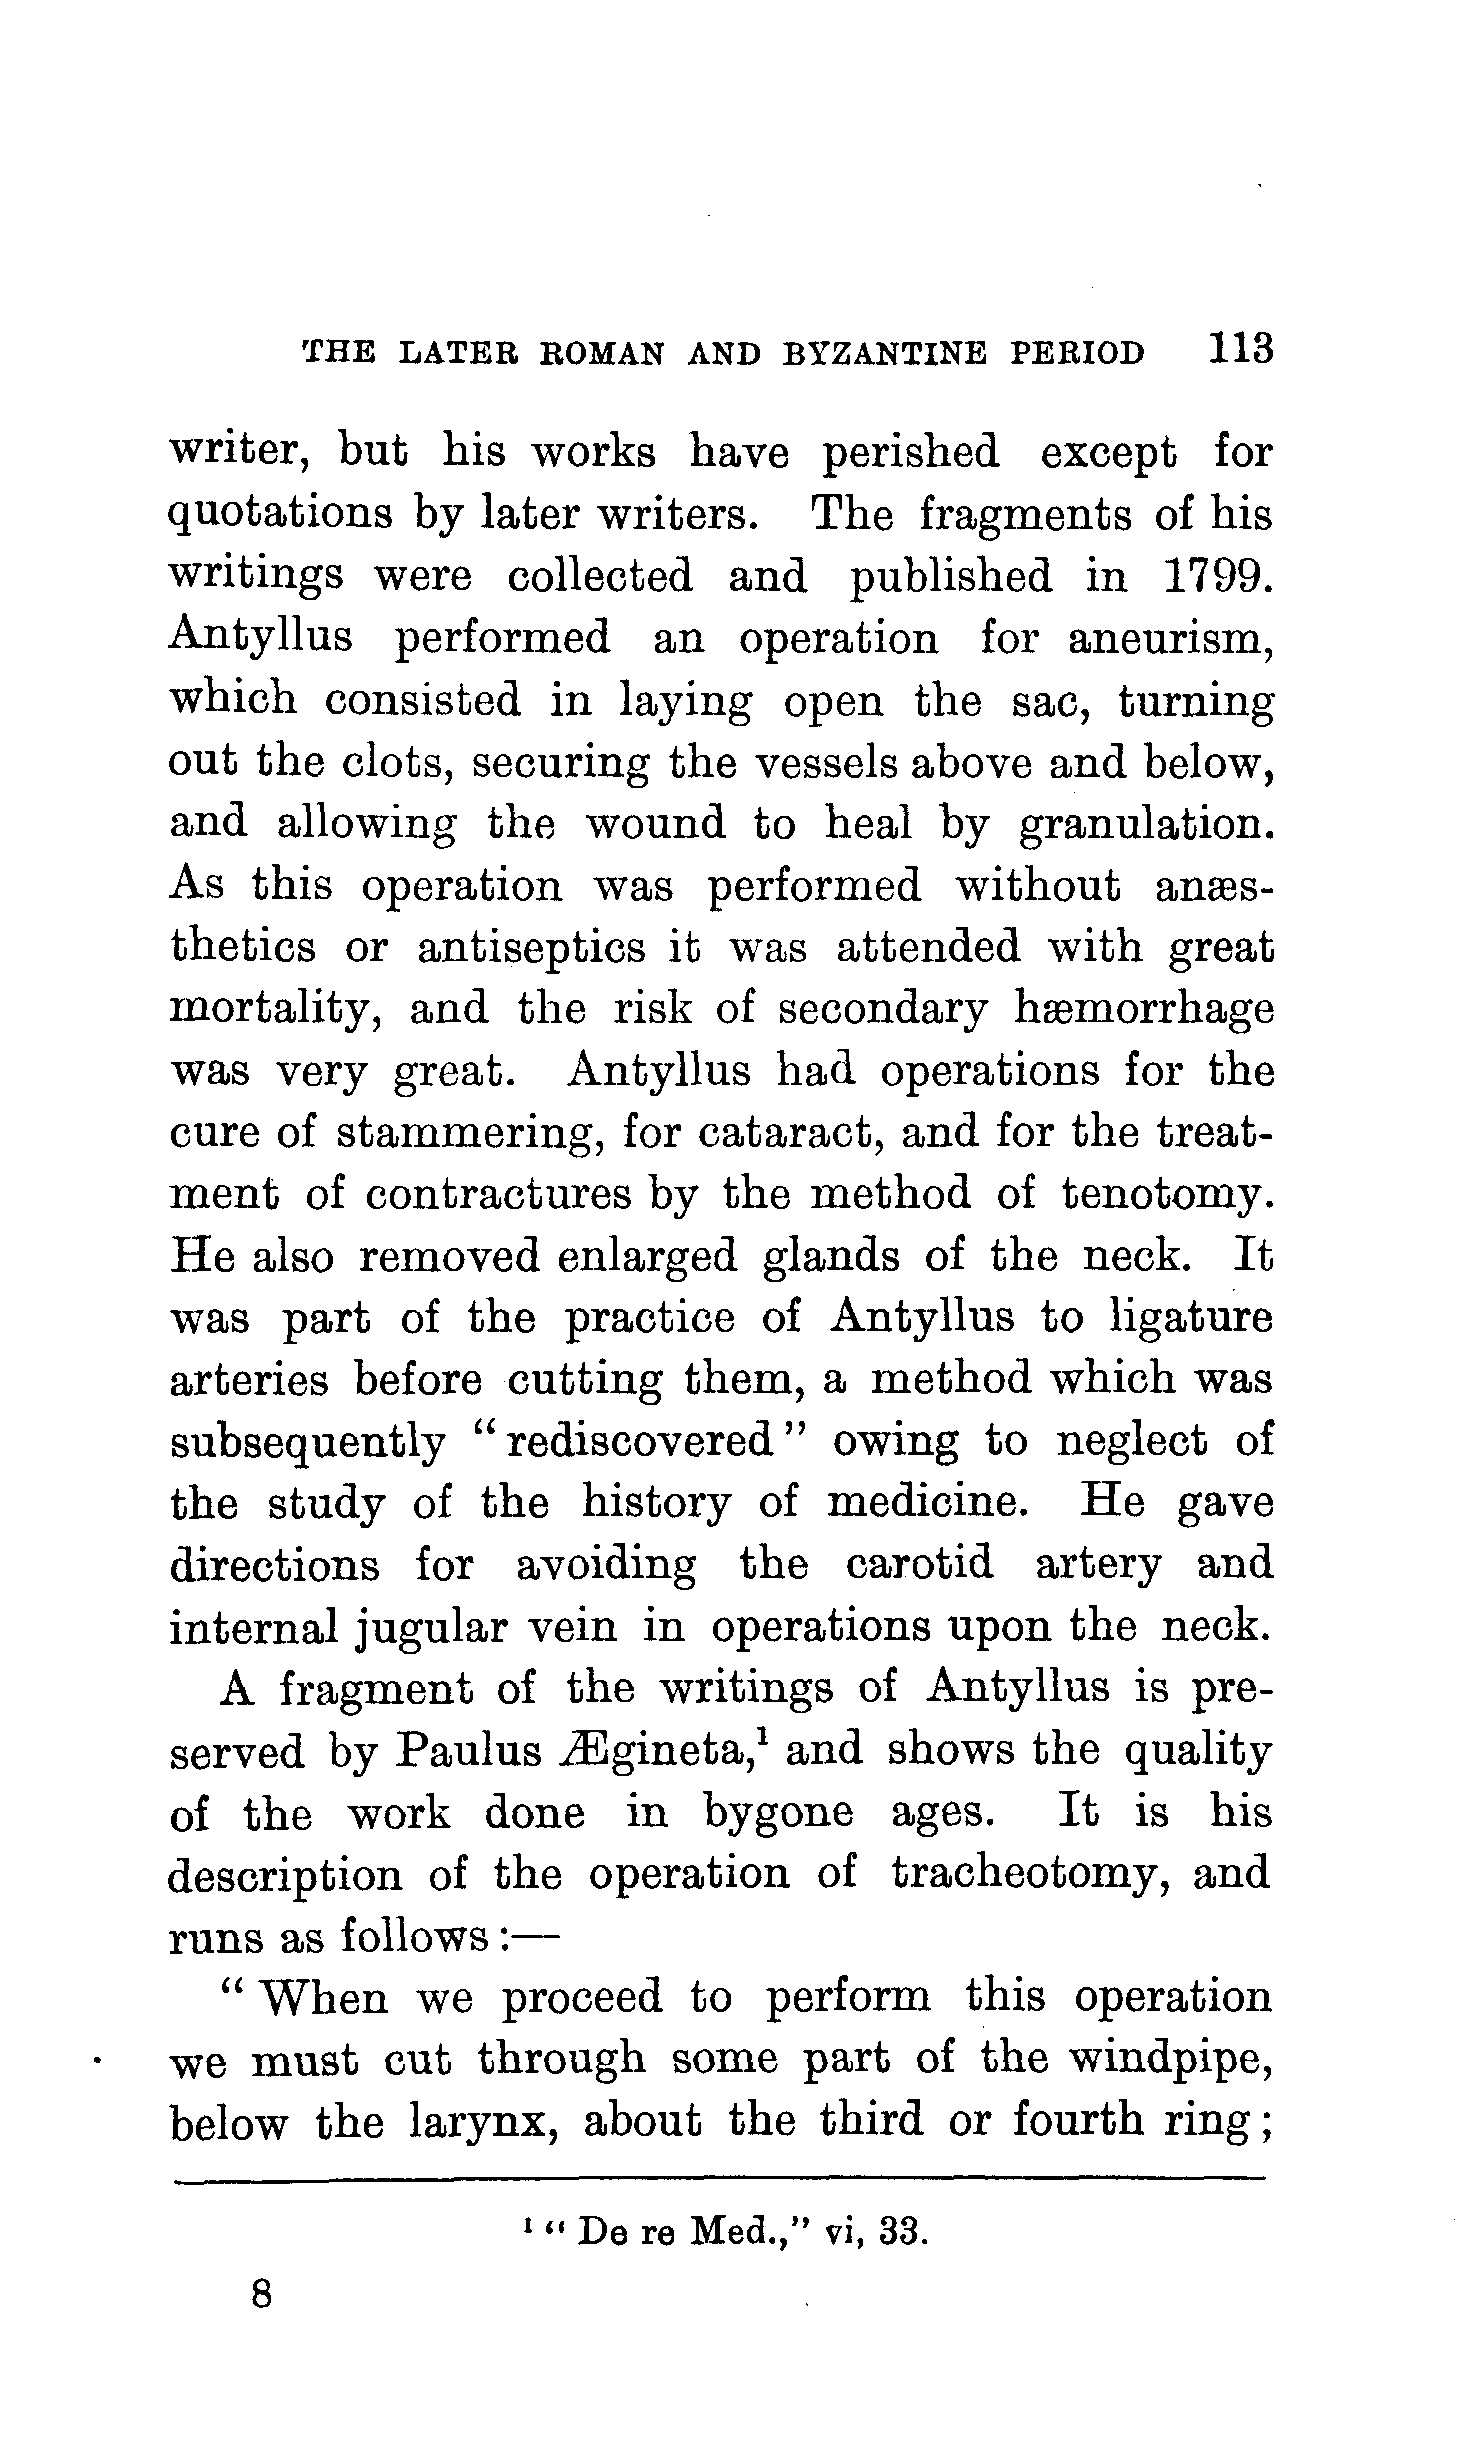 THE LATER ROMAN AND BYZANTINE PERIOD 113
writer, but his works have perished except for
quotations by later writers. The fragments of his
writings were collected and published in 1799.
Antyllus performed an operation for aneurism,
which consisted in laying open the sac, turning
out the clots, securing the vessels above and below,
and allowing the wound to heal by granulation.
As this operation was performed without anæs-
thetics or antiseptics it was attended with great
mortality, and the risk of secondary hæmorrhage
was very great. Antyllus had operations for the
cure of stammering, for cataract, and for the treat-
ment of contractures by the method of tenotomy.
He also removed enlarged glands of the neck. It
was part of the practice of Antyllus to ligature
arteries before cutting them, a method which was
subsequently “rediscovered” owing to neglect of
the study of the history of medicine. He gave
directions for avoiding the carotid artery and
internal jugular vein in operations upon the neck.
A fragment of the writings of Antyllus is pre-
served by Paulus Ægineta,¹ and shows the quality
of the work done in bygone ages. It is his
description of the operation of tracheotomy, and
runs as follows:—
“When we proceed to perform this operation
we must cut through some part of the windpipe,
below the larynx, about the third or fourth ring;
¹ “De re Med.,” vi, 33.
8